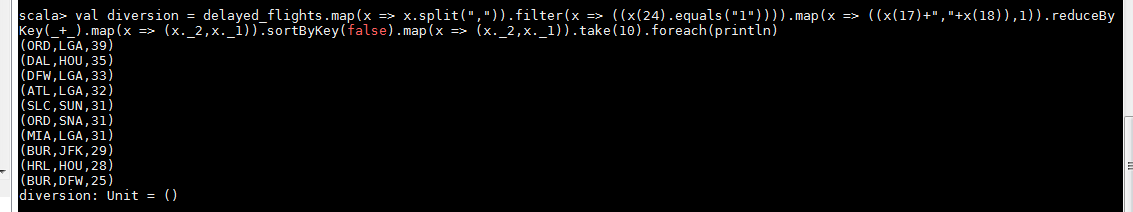 scala> val diversion = delayed_flights.map(x => x.split(",")).filter(x => ((x(24).equals("1")))).map(x => ((x(17)+","+x(18)),1)).reduceBy
Key(_+_).map(x => (x._2,x._1)).sortByKey(false).map(x => (x._2,x._1)).take(10).foreach(println)
(ORD,LGA,39)
(DAL,HOU,35)
(DFW,LGA,33)
(ATL,LGA,32)
(SLC,SUN,31)
(ORD,SNA,31)
(MIA,LGA,31)
(BUR,JFK,29)
(HRL,HOU,28)
(BUR,DFW,25)
diversion: Unit = ()